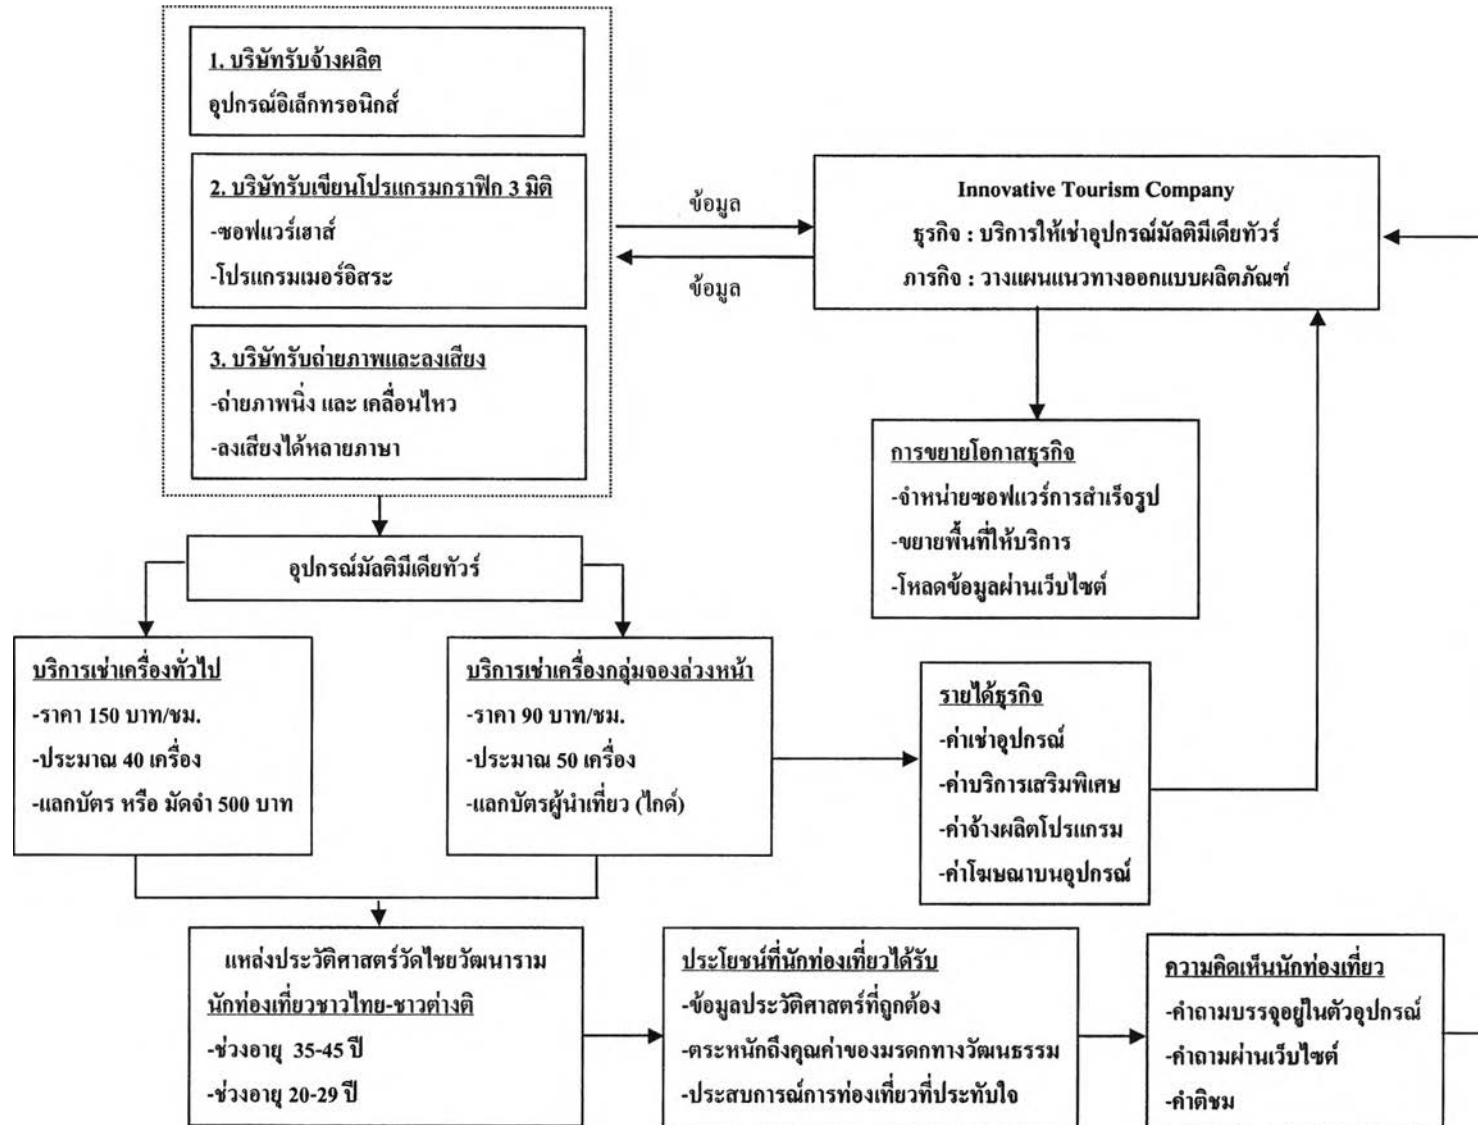 1. บริษัทรับจ้างผลิต
อุปกรณ์อิเล็กทรอนิกส์
2. บริษัทรับเขียนโปรแกรมกราฟิก 3 มิติ
-ซอฟแวร์เฮาส์
-โปรแกรมเมอร์อิสระ
3. บริษัทรับถ่ายภาพและลงเสียง
-ถ่ายภาพนิ่ง และ เคลื่อนไหว
-ลงเสียงได้หลายภาษา
ข้อมูล
ข้อมูล
Innovative Tourism Company
ธุรกิจ : บริการให้เช่าอุปกรณ์มัลติมีเดียทัวร์
ภารกิจ : วางแผนแนวทางออกแบบผลิตภัณฑ์
การขยายโอกาสธุรกิจ
-จำหน่ายซอฟแวร์การสำเร็จรูป
-ขยายพื้นที่ให้บริการ
-โหลดข้อมูลผ่านเว็บไซต์
อุปกรณ์มัลติมีเดียทัวร์
บริการเช่าเครื่องทั่วไป
-ราคา 150 บาท/ชม.
-ประมาณ 40 เครื่อง
-แลกบัตร หรือ มัดจำ 500 บาท
บริการเช่าเครื่องกลุ่มจองล่วงหน้า
-ราคา 90 บาท/ชม.
-ประมาณ 50 เครื่อง
-แลกบัตรผู้นำเที่ยว (ไกด์)
รายได้ธุรกิจ
-ค่าเช่าอุปกรณ์
-ค่าบริการเสริมพิเศษ
-ค่าจ้างผลิตโปรแกรม
-ค่าโฆษณาบนอุปกรณ์
แหล่งประวัติศาสตร์วัดไชยวัฒนาราม
นักท่องเที่ยวชาวไทย-ชาวต่างติ
-ช่วงอายุ 35-45 ปี
-ช่วงอายุ 20-29 ปี
ประโยชน์ที่นักท่องเที่ยวได้รับ
-ข้อมูลประวัติศาสตร์ที่ถูกต้อง
-ตระหนักถึงคุณค่าของมรดกทางวัฒนธรรม
-ประสบการณ์การท่องเที่ยวที่ประทับใจ
ความคิดเห็นนักท่องเที่ยว
-คำถามบรรจุอยู่ในตัวอุปกรณ์
-คำถามผ่านเว็บไซต์
-คำติชม